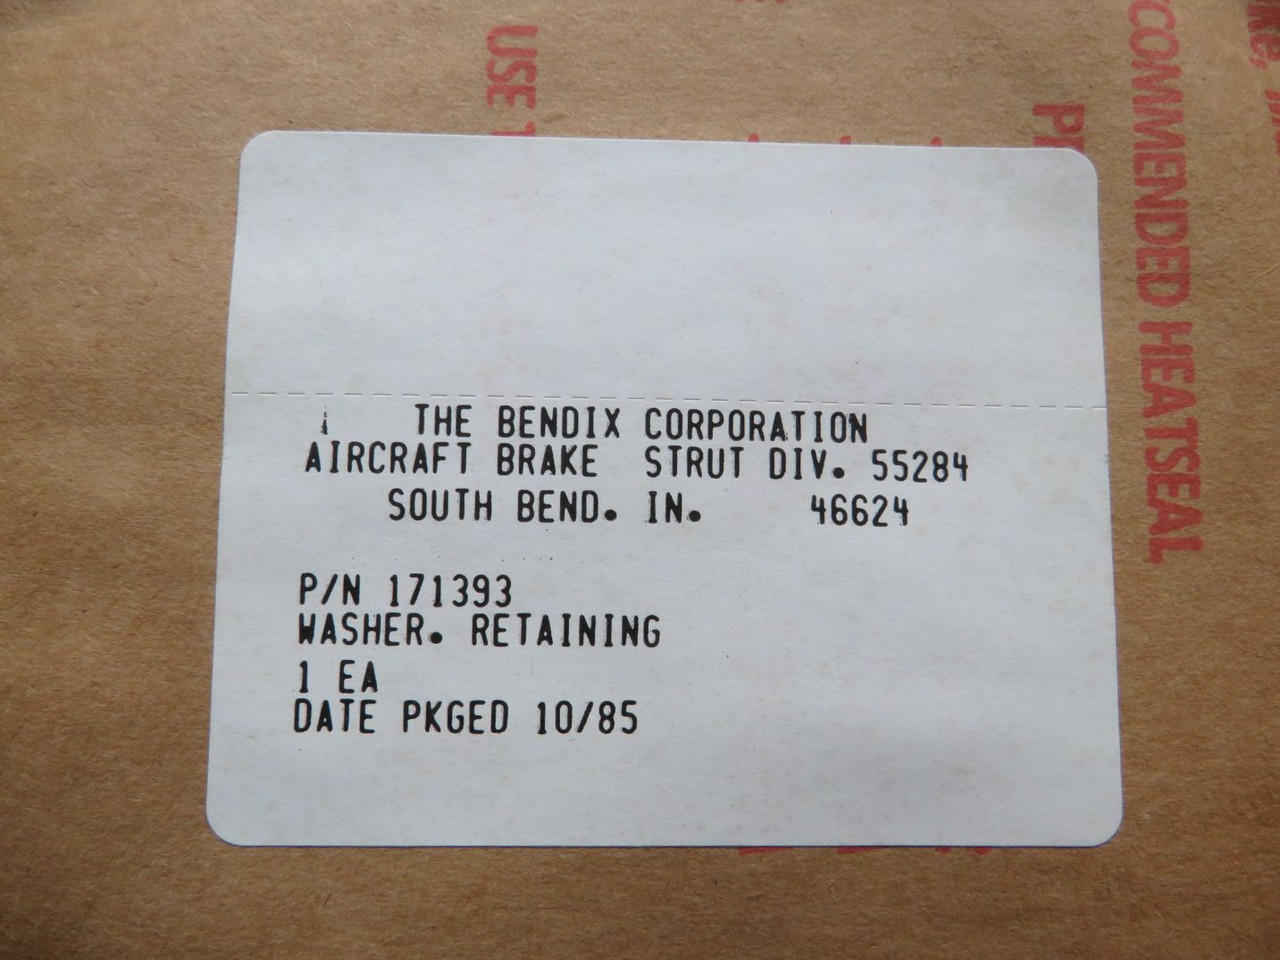 USE
COMMENDED HEATSEAL
THE BENDIX CORPORATION
AIRCRAFT BRAKE STRUT DIV. 55284
SOUTH BEND. IN. 46624
P/N 171393
WASHER. RETAINING
1 EA
DATE PKGED 10/85